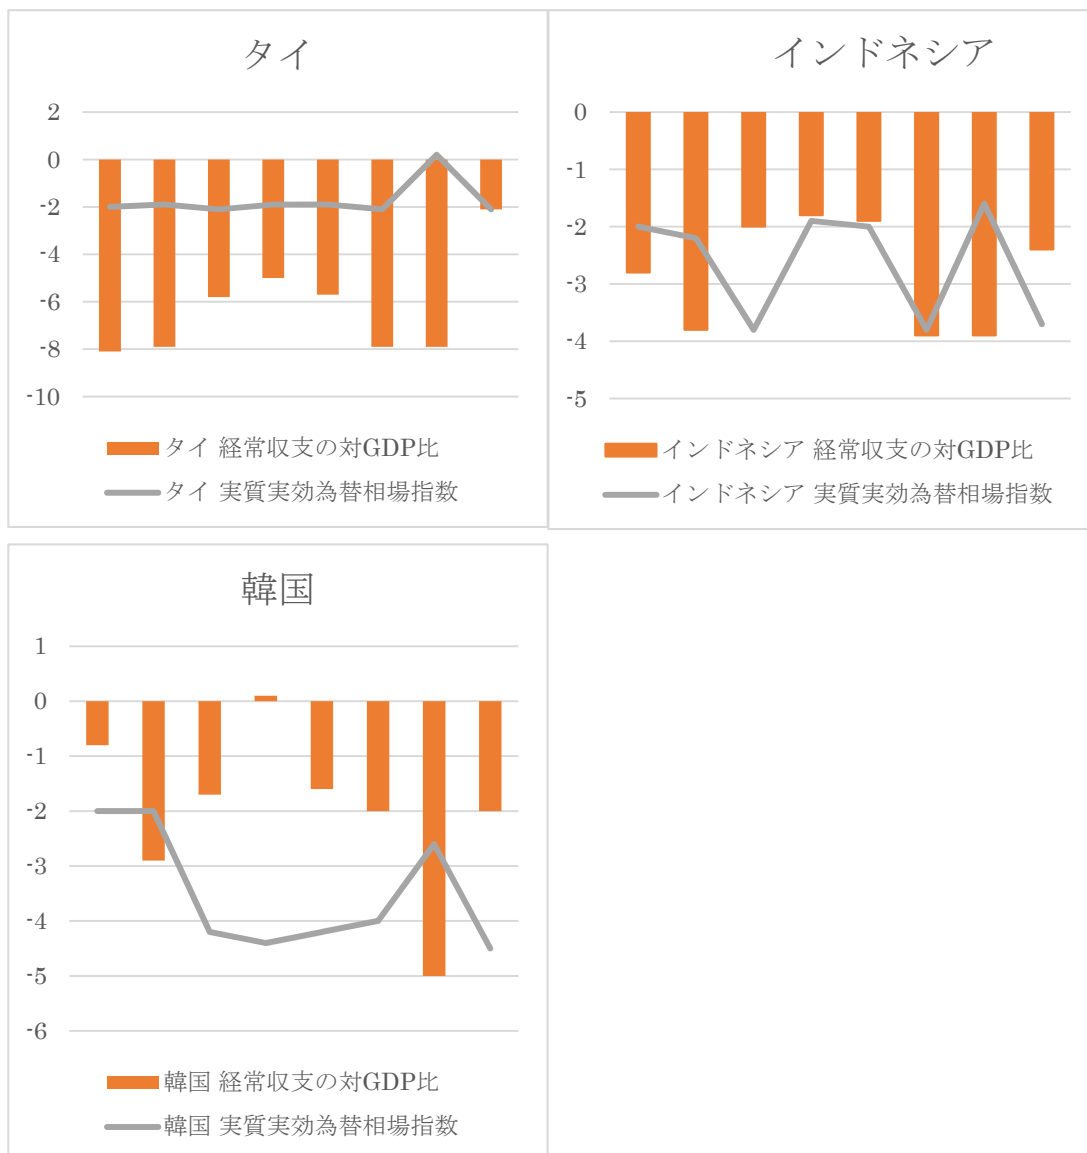 タイ
2
0
-2
-4
-6
-8
-10
タイ 経常収支の対GDP比
タイ 実質実効為替相場指数
インドネシア
0
-1
-2
-3
-4
-5
インドネシア 経常収支の対GDP比
インドネシア 実質実効為替相場指数
韓国
1
0
-1
-2
-3
-4
-5
-6
韓国 経常収支の対GDP比
韓国 実質実効為替相場指数